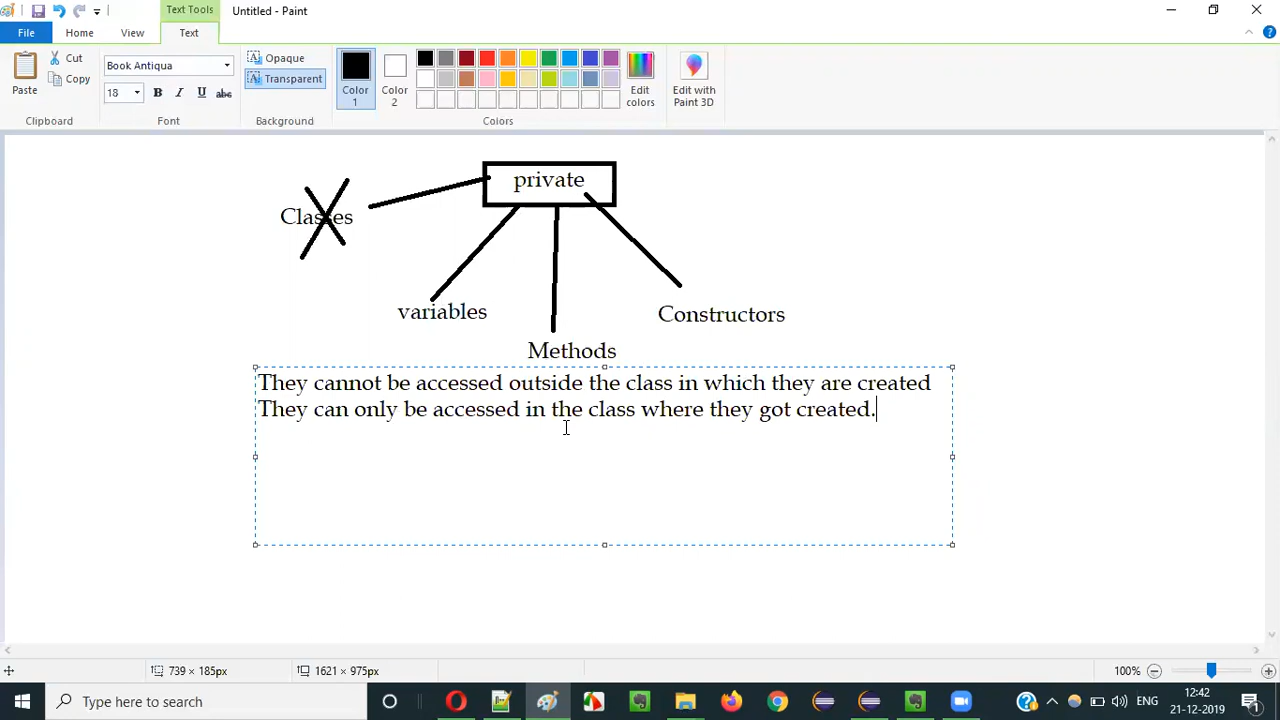 Text Tools
Untitled - Paint
File
Home
View
Text
Paste
Cut
Copy
Clipboard
Book Antiqua
18
B
I
U
abc
Font
Opaque
Transparent
Background
Color 1
Color 2
Edit colors
Colors
Edit with Paint 3D
private
Classes
variables
Constructors
Methods
They cannot be accessed outside the class in which they are created
They can only be accessed in the class where they got created.
739 × 185px
1621 × 975px
100%
Type here to search
ENG
12:42
21-12-2019
1